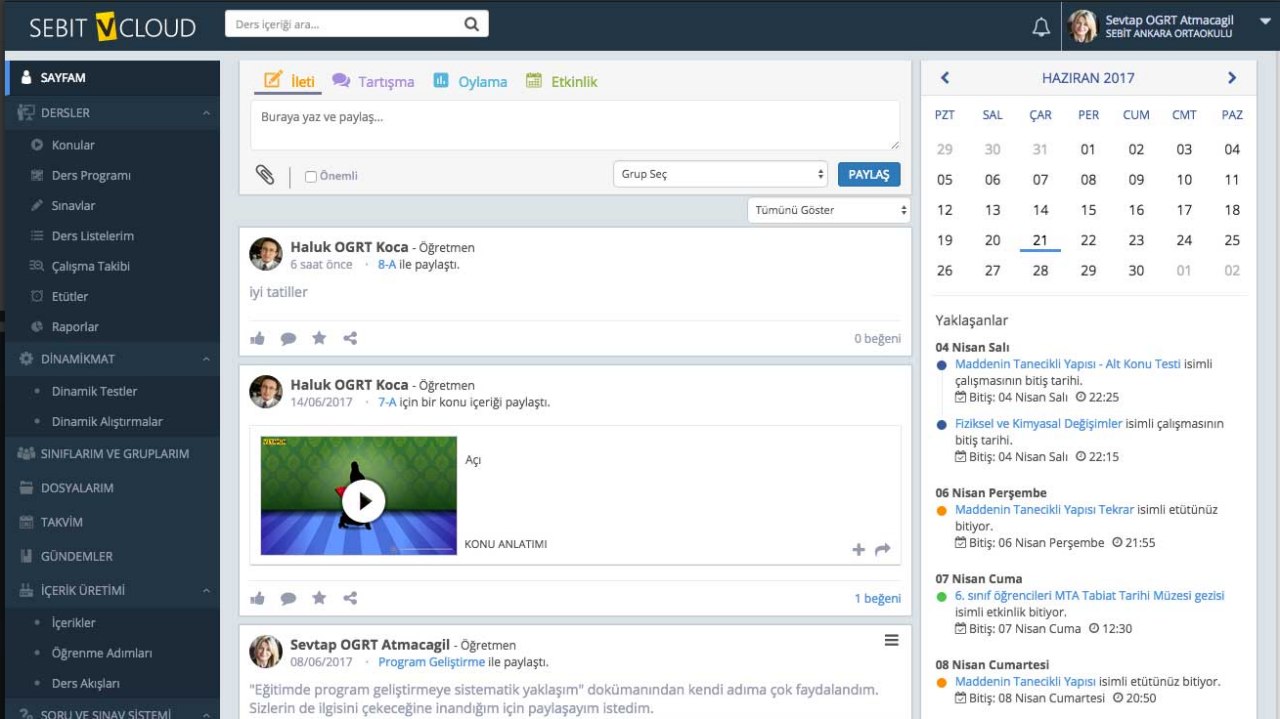 SEBIT VCLOUD
Ders içeriği ara...
Sevtap OGRT Atmacagil
SEBİT ANKARA ORTAOKULU
SAYFAM
DERSLER
Konular
Ders Programı
Sınavlar
Ders Listelerim
Çalışma Takibi
Etütler
Raporlar
DİNAMİKMAT
Dinamik Testler
Dinamik Alıştırmalar
SINIFLARIM VE GRUPLARIM
DOSYALARIM
TAKVİM
GÜNDEMLER
İÇERİK ÜRETİMİ
İçerikler
Öğrenme Adımları
Ders Akışları
SORU VE SINAV SİSTEMİ
İleti Tartışma Oylama Etkinlik
Buraya yaz ve paylaş...
Önemli
Grup Seç
PAYLAŞ
Tümünü Göster
Haluk OGRT Koca - Öğretmen
6 saat önce · 8-A ile paylaştı.
iyi tatiller
0 beğeni
Haluk OGRT Koca - Öğretmen
14/06/2017 · 7-A için bir konu içeriği paylaştı.
Açı
KONU ANLATIMI
1 beğeni
Sevtap OGRT Atmacagil - Öğretmen
08/06/2017 · Program Geliştirme ile paylaştı.
"Eğitimde program geliştirmeye sistematik yaklaşım" dokümanından kendi adıma çok faydalandım.
Sizlerin de ilgisini çekeceğine inandığım için paylaşayım istedim.
HAZIRAN 2017
PZT SAL ÇAR PER CUM CMT PAZ
29 30 31 01 02 03 04
05 06 07 08 09 10 11
12 13 14 15 16 17 18
19 20 21 22 23 24 25
26 27 28 29 30 01 02
Yaklaşanlar
04 Nisan Salı
Maddenin Tanecikli Yapısı - Alt Konu Testi isimli
çalışmasının bitiş tarihi.
Bitiş: 04 Nisan Salı 22:25
Fiziksel ve Kimyasal Değişimler isimli çalışmasının
bitiş tarihi.
Bitiş: 04 Nisan Salı 22:15
06 Nisan Perşembe
Maddenin Tanecikli Yapısı Tekrar isimli etütünüz
bitiyor.
Bitiş: 06 Nisan Perşembe 21:55
07 Nisan Cuma
6. sınıf öğrencileri MTA Tabiat Tarihi Müzesi gezisi
isimli etkinlik bitiyor.
Bitiş: 07 Nisan Cuma 12:30
08 Nisan Cumartesi
Maddenin Tanecikli Yapısı isimli etütünüz bitiyor.
Bitiş: 08 Nisan Cumartesi 20:50